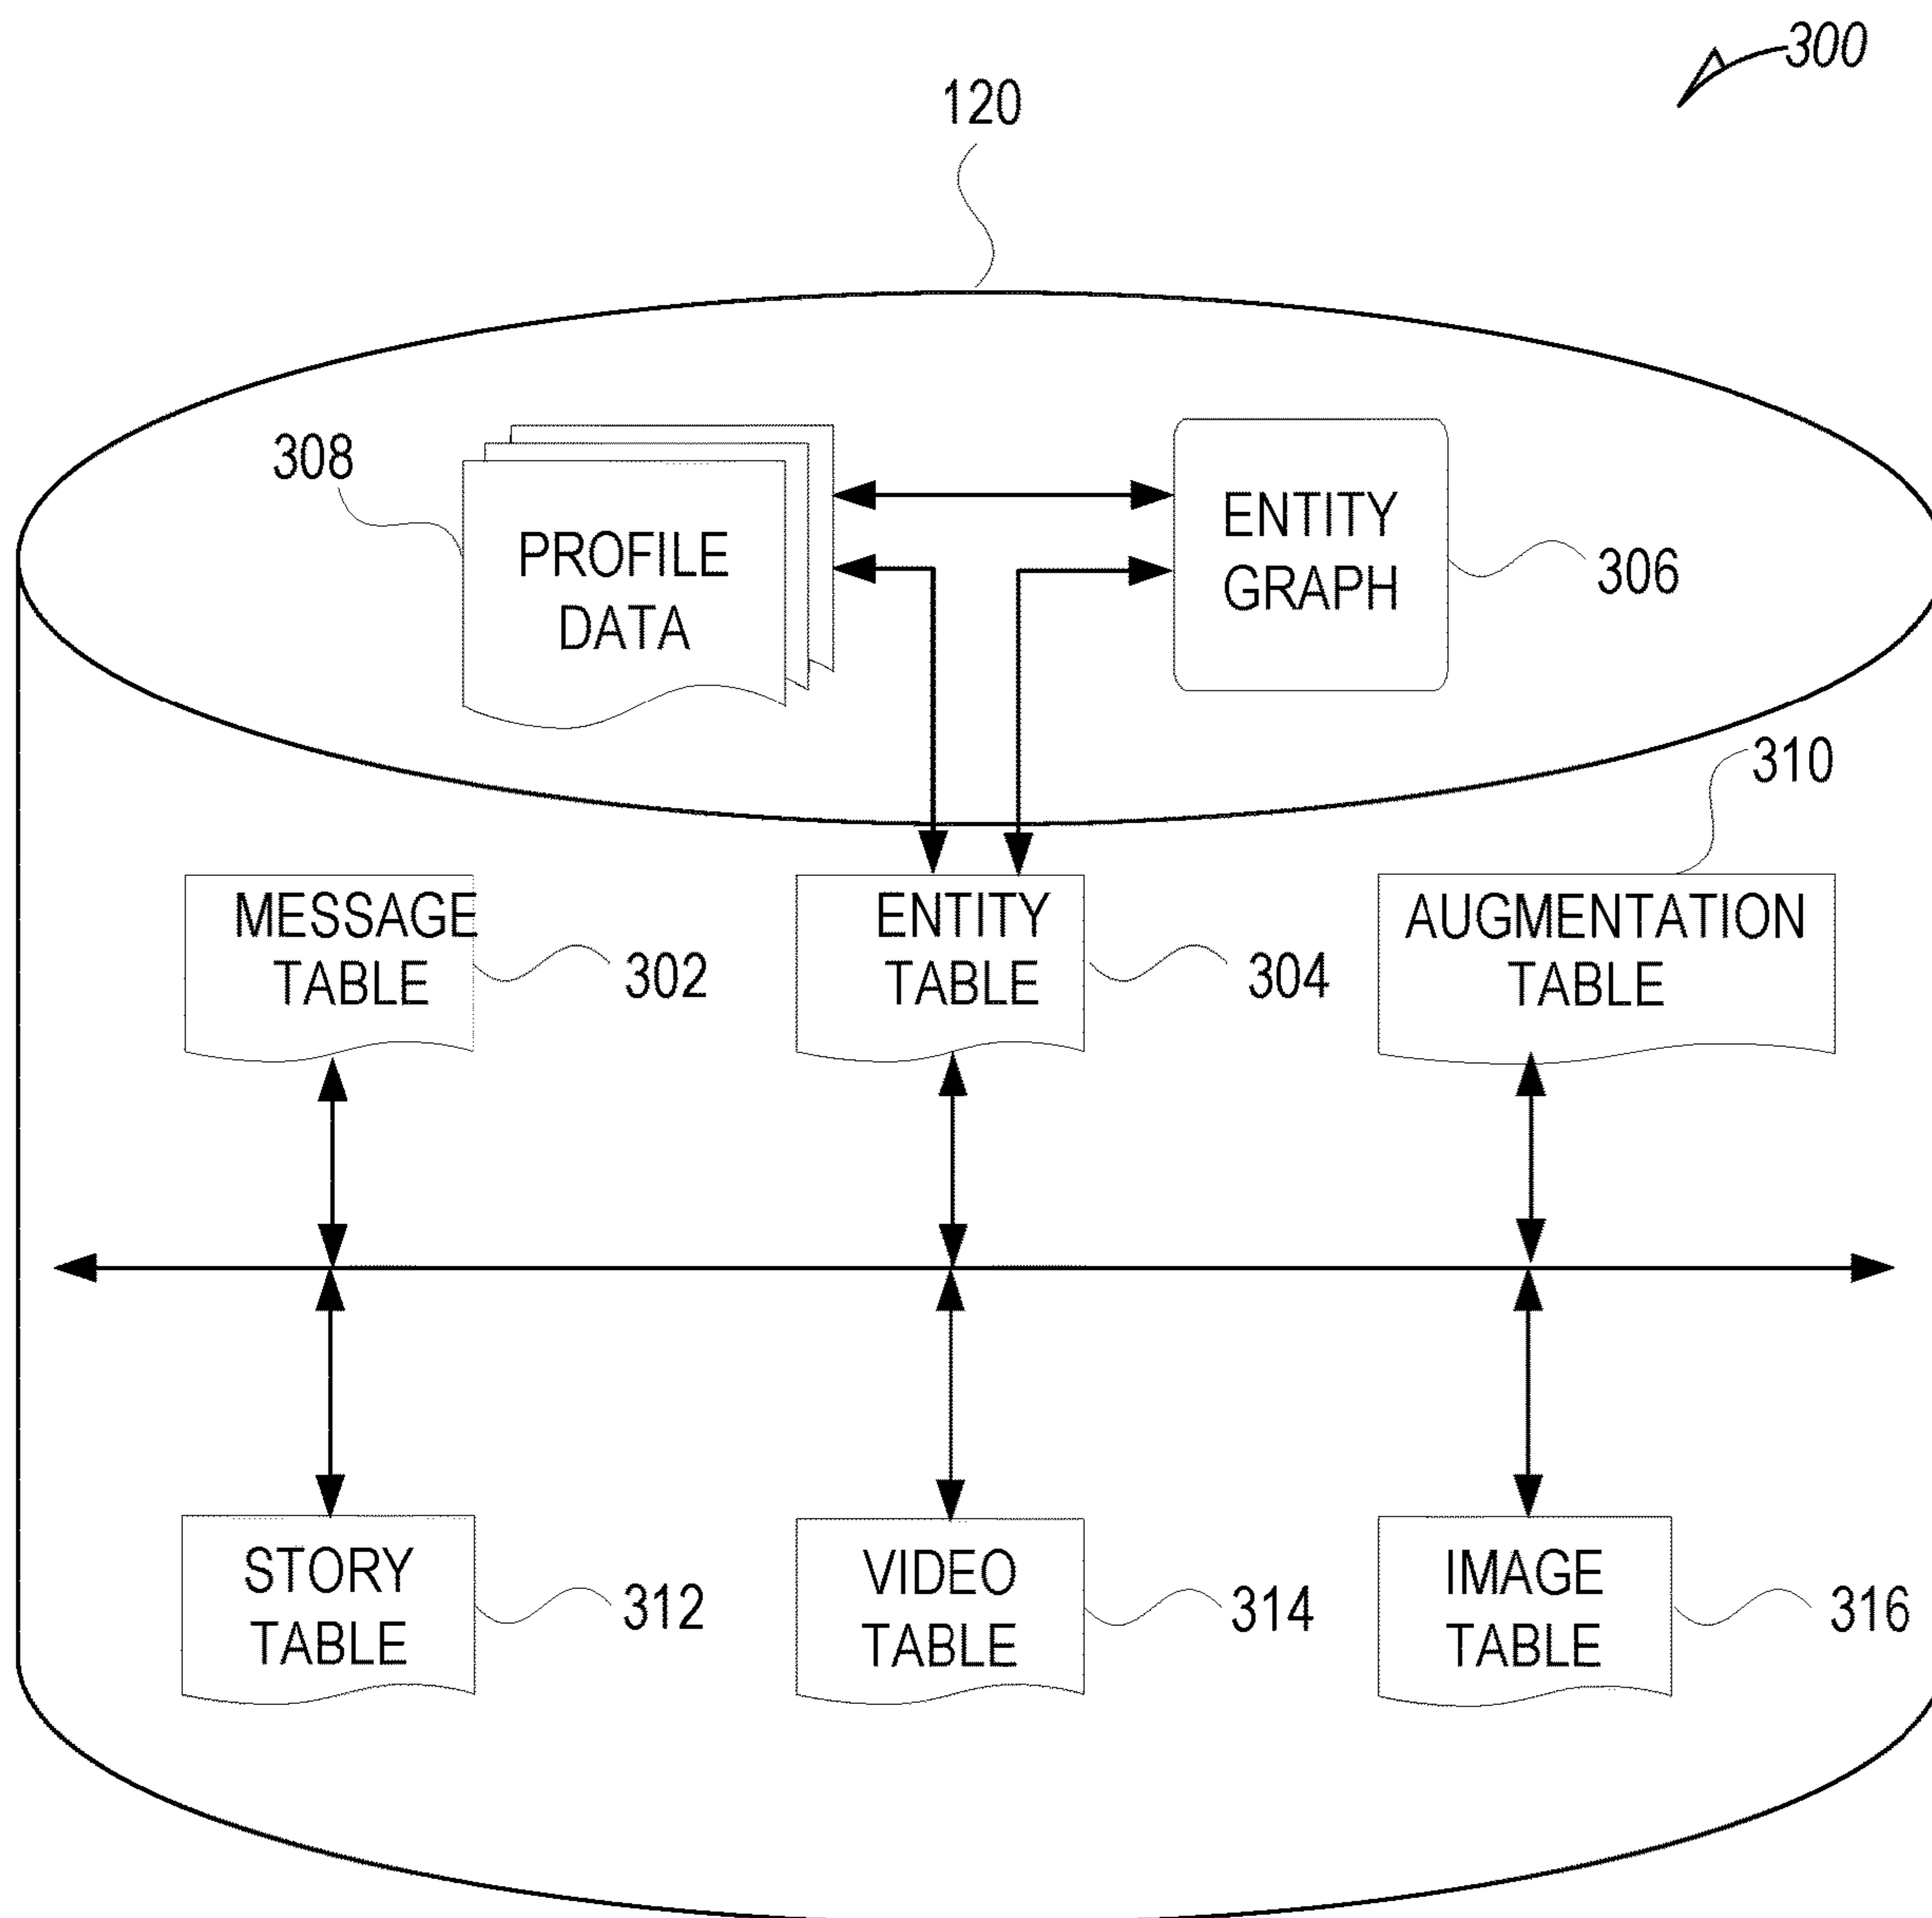 300
120
308
PROFILE
DATA
ENTITY
GRAPH
306
310
MESSAGE
TABLE
302
ENTITY
TABLE
304
AUGMENTATION
TABLE
STORY
TABLE
312
VIDEO
TABLE
314
IMAGE
TABLE
316